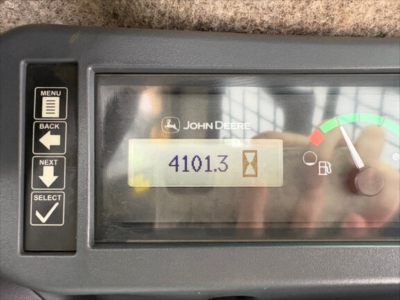 MENU
BACK
NEXT
SELECT
JOHN DEERE
4101.3